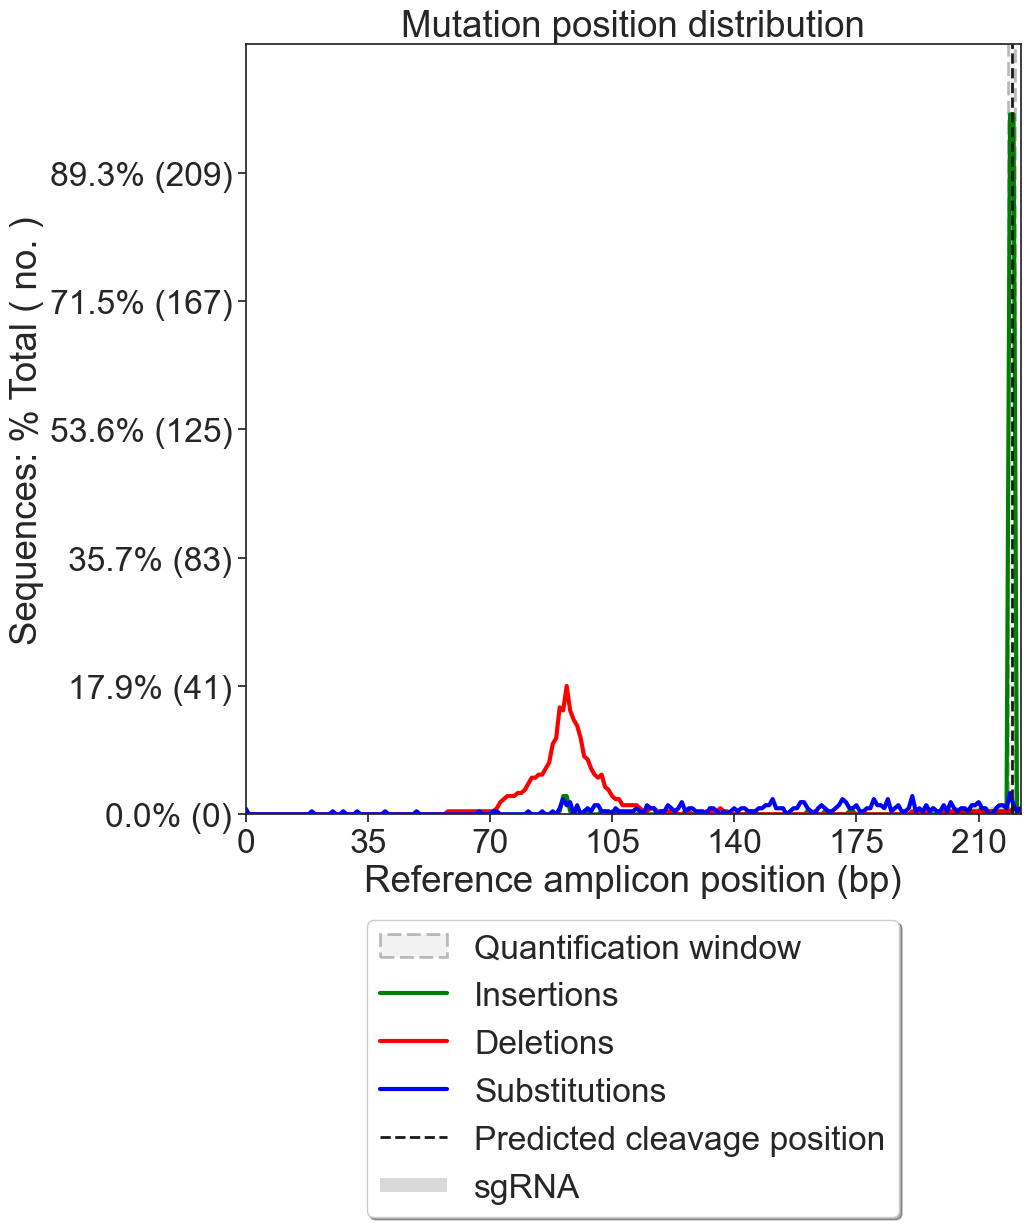 Mutation position distribution
Sequences: % Total ( no. )
89.3% (209)
71.5% (167)
53.6% (125)
35.7% (83)
17.9% (41)
0.0% (0)
0 35 70 105 140 175 210
Reference amplicon position (bp)
Quantification window
Insertions
Deletions
Substitutions
Predicted cleavage position
sgRNA